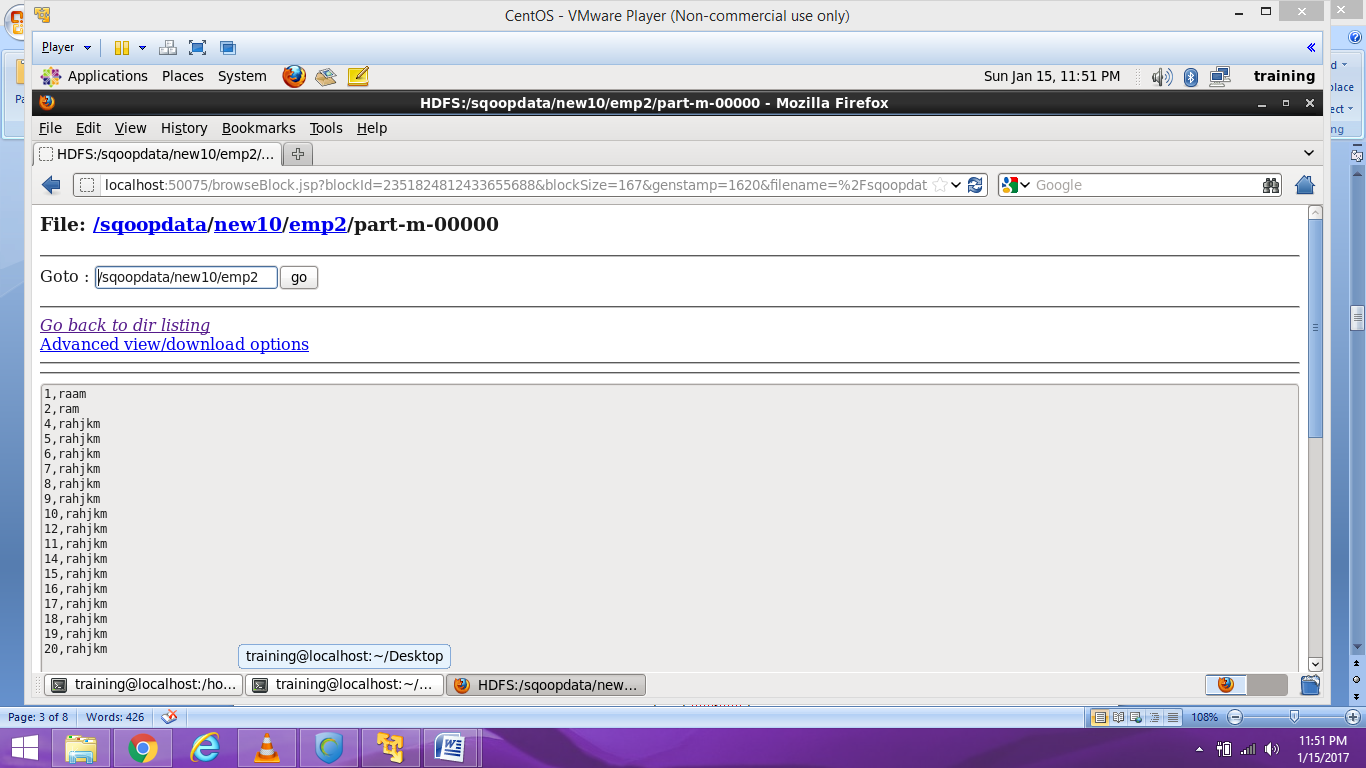 CentOS - VMware Player (Non-commercial use only)
Player
Applications Places System
Sun Jan 15, 11:51 PM
training
HDFS:/sqoopdata/new10/emp2/part-m-00000 - Mozilla Firefox
File Edit View History Bookmarks Tools Help
HDFS:/sqoopdata/new10/emp2/...
localhost:50075/browseBlock.jsp?blockId=2351824812433655688&blockSize=167&genstamp=1620&filename=%2Fsqoopdat
Google
File: /sqoopdata/new10/emp2/part-m-00000
Goto : /sqoopdata/new10/emp2 go
Go back to dir listing
Advanced view/download options
1,raam
2,ram
4,rahjkm
5,rahjkm
6,rahjkm
7,rahjkm
8,rahjkm
9,rahjkm
10,rahjkm
12,rahjkm
11,rahjkm
14,rahjkm
15,rahjkm
16,rahjkm
17,rahjkm
18,rahjkm
19,rahjkm
20,rahjkm
training@localhost:~/Desktop
training@localhost:/ho...
training@localhost:~/...
HDFS:/sqoopdata/new...
Page: 3 of 8 Words: 426
108%
11:51 PM
1/15/2017